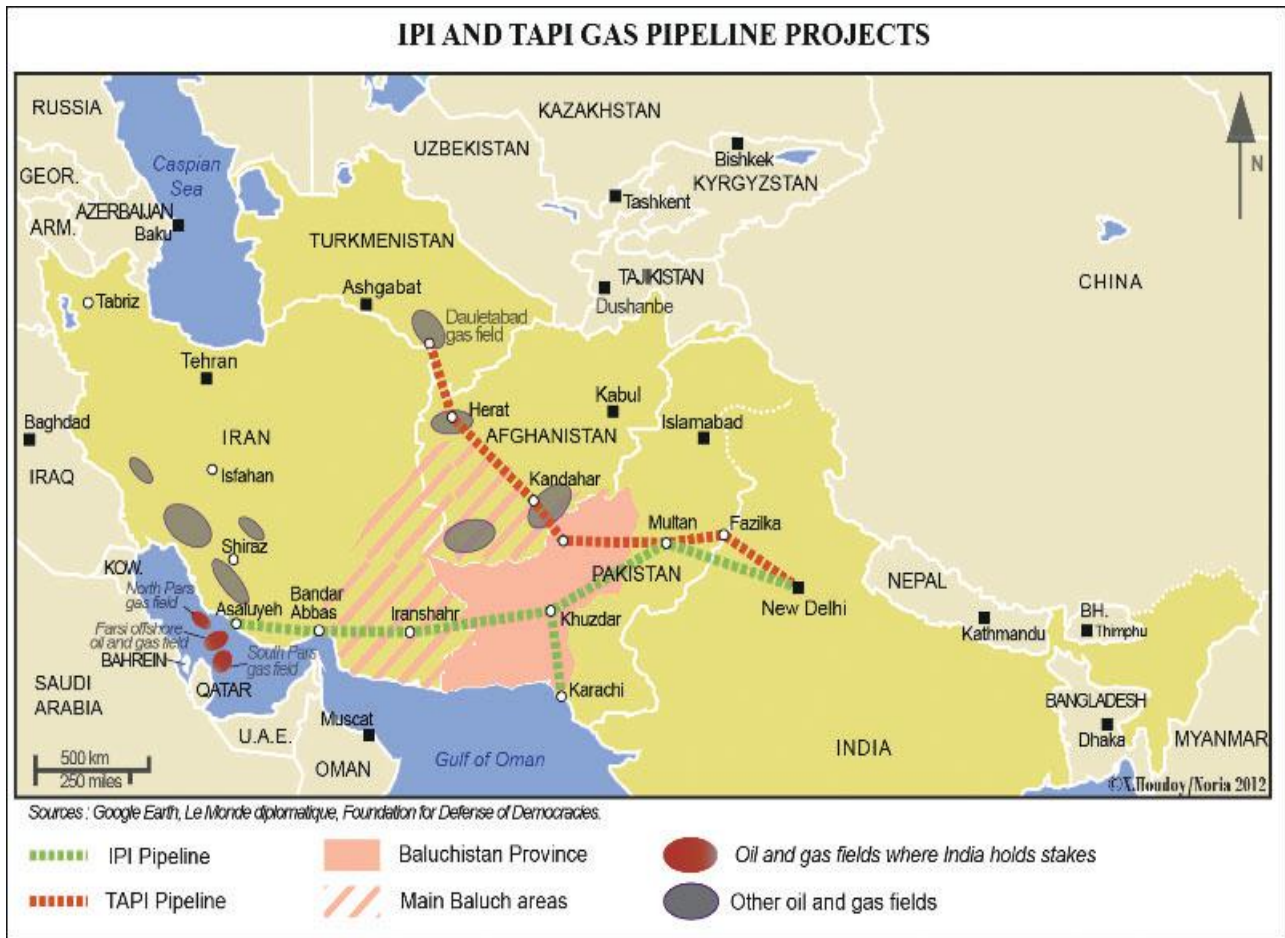 IPI AND TAPI GAS PIPELINE PROJECTS
RUSSIA
KAZAKHSTAN
UZBEKISTAN
Caspian
Sea
Bishkek
KYRGYZSTAN
N
GEOR.
Tashkent
AZERBAIJAN
ARM.
Baku
TURKMENISTAN
TAJIKISTAN
Dushanbe
CHINA
Ashgabat
Tabriz
Dauletabad
gas field
Tehran
Kabul
Herat
Islamabad
Baghdad
IRAN
AFGHANISTAN
IRAQ
Isfahan
Kandahar
Multan
Fazilka
Shiraz
KOW.
PAKISTAN
NEPAL
North Pars
gas field
Bandar
Abbas
Asaluyeh
Iranshahr
Khuzdar
New Delhi
BH.
Thimphu
Kathmandu
Farsi offshore
oil and gas field
South Pars
gas field
BAHREIN
QATAR
Karachi
SAUDI
ARABIA
BANGLADESH
Dhaka
MYANMAR
Muscat
U.A.E.
OMAN
Gulf of Oman
INDIA
500 km
250 miles
©X.Houdoy/Noria 2012
Sources : Google Earth, Le Monde diplomatique, Foundation for Defense of Democracies.
IPI Pipeline
Baluchistan Province
Oil and gas fields where India holds stakes
TAPI Pipeline
Main Baluch areas
Other oil and gas fields